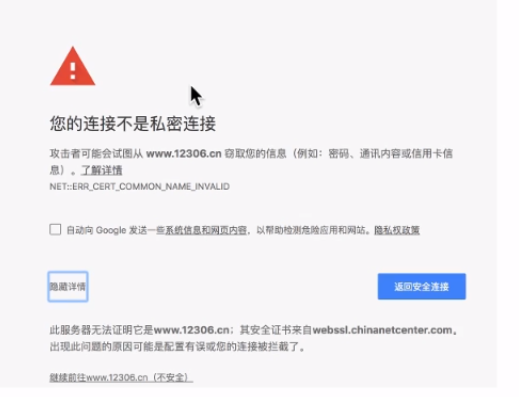 您的连接不是私密连接
攻击者可能会试图从 www.12306.cn 窃取您的信息（例如：密码、通讯内容或信用卡信
息）。了解详情
NET::ERR_CERT_COMMON_NAME_INVALID
自动向 Google 发送一些系统信息和网页内容，以帮助检测危险应用和网站。隐私权政策
隐藏详情
返回安全连接
此服务器无法证明它是www.12306.cn；其安全证书来自webssl.chinanetcenter.com。
出现此问题的原因可能是配置有误或您的连接被拦截了。
继续前往www.12306.cn（不安全）